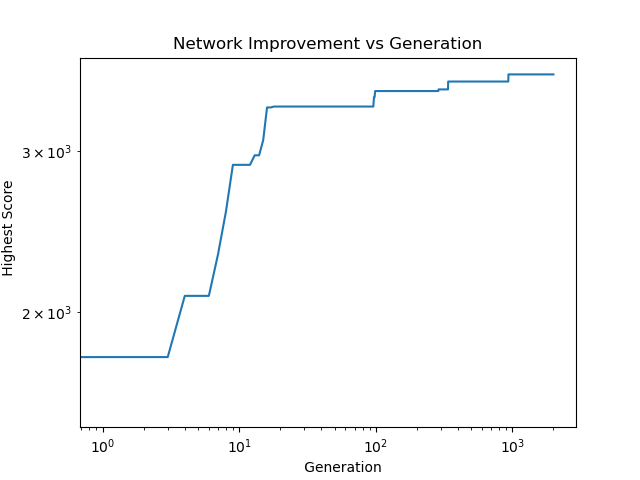 Network Improvement vs Generation
Highest Score
3 × 10³
2 × 10³
10⁰
10¹
10²
10³
Generation